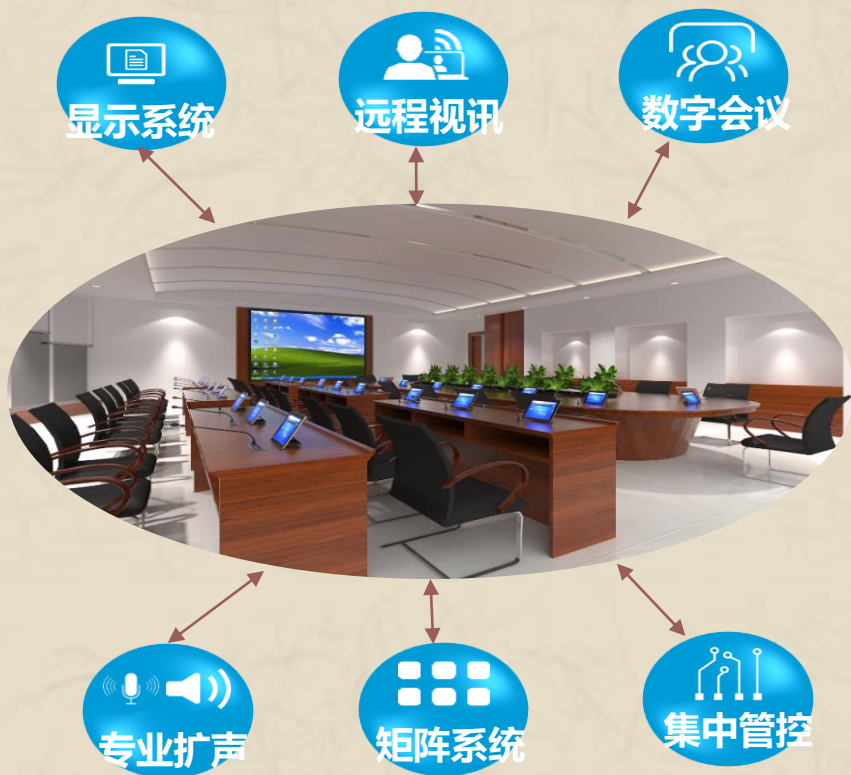 显示系统
远程视讯
数字会议
专业扩声
矩阵系统
集中管控